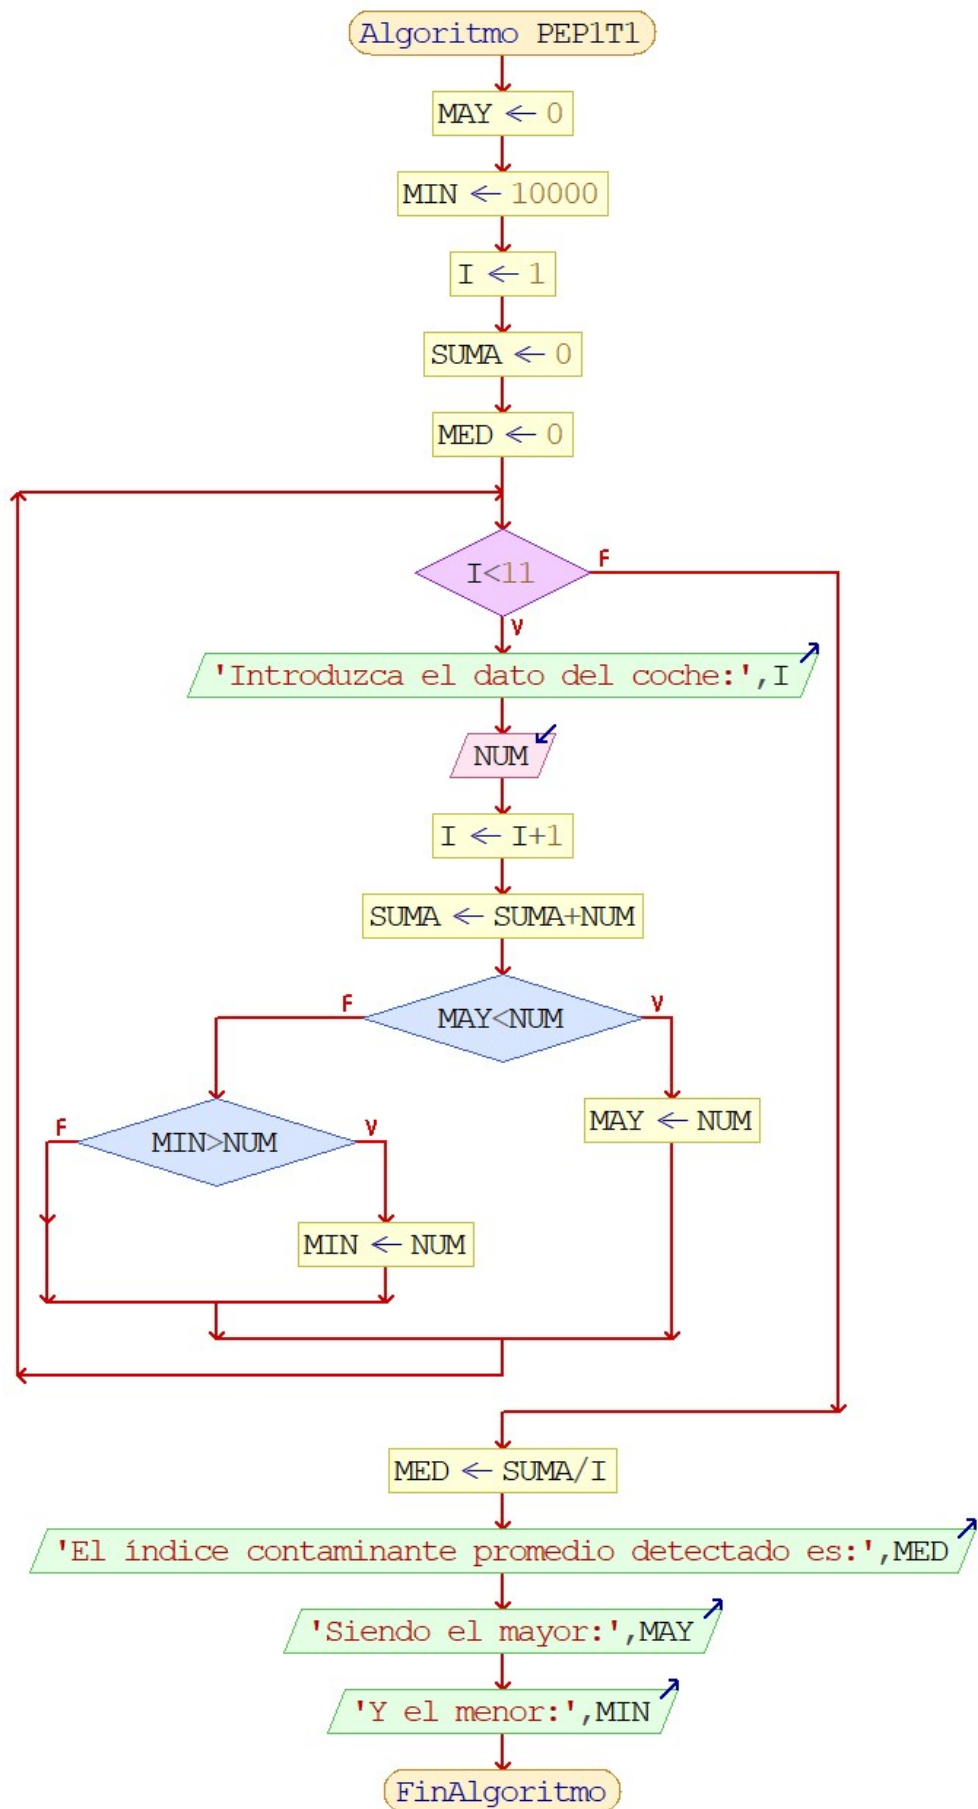 Algoritmo PEP1T1
MAY ← 0
MIN ← 10000
I ← 1
SUMA ← 0
MED ← 0
I<11
F
V
'Introduzca el dato del coche:',I
NUM
I ← I+1
SUMA ← SUMA+NUM
F
MAY<NUM
V
F
MIN>NUM
V
MAY ← NUM
MIN ← NUM
MED ← SUMA/I
'El índice contaminante promedio detectado es:',MED
'Siendo el mayor:',MAY
'Y el menor:',MIN
FinAlgoritmo